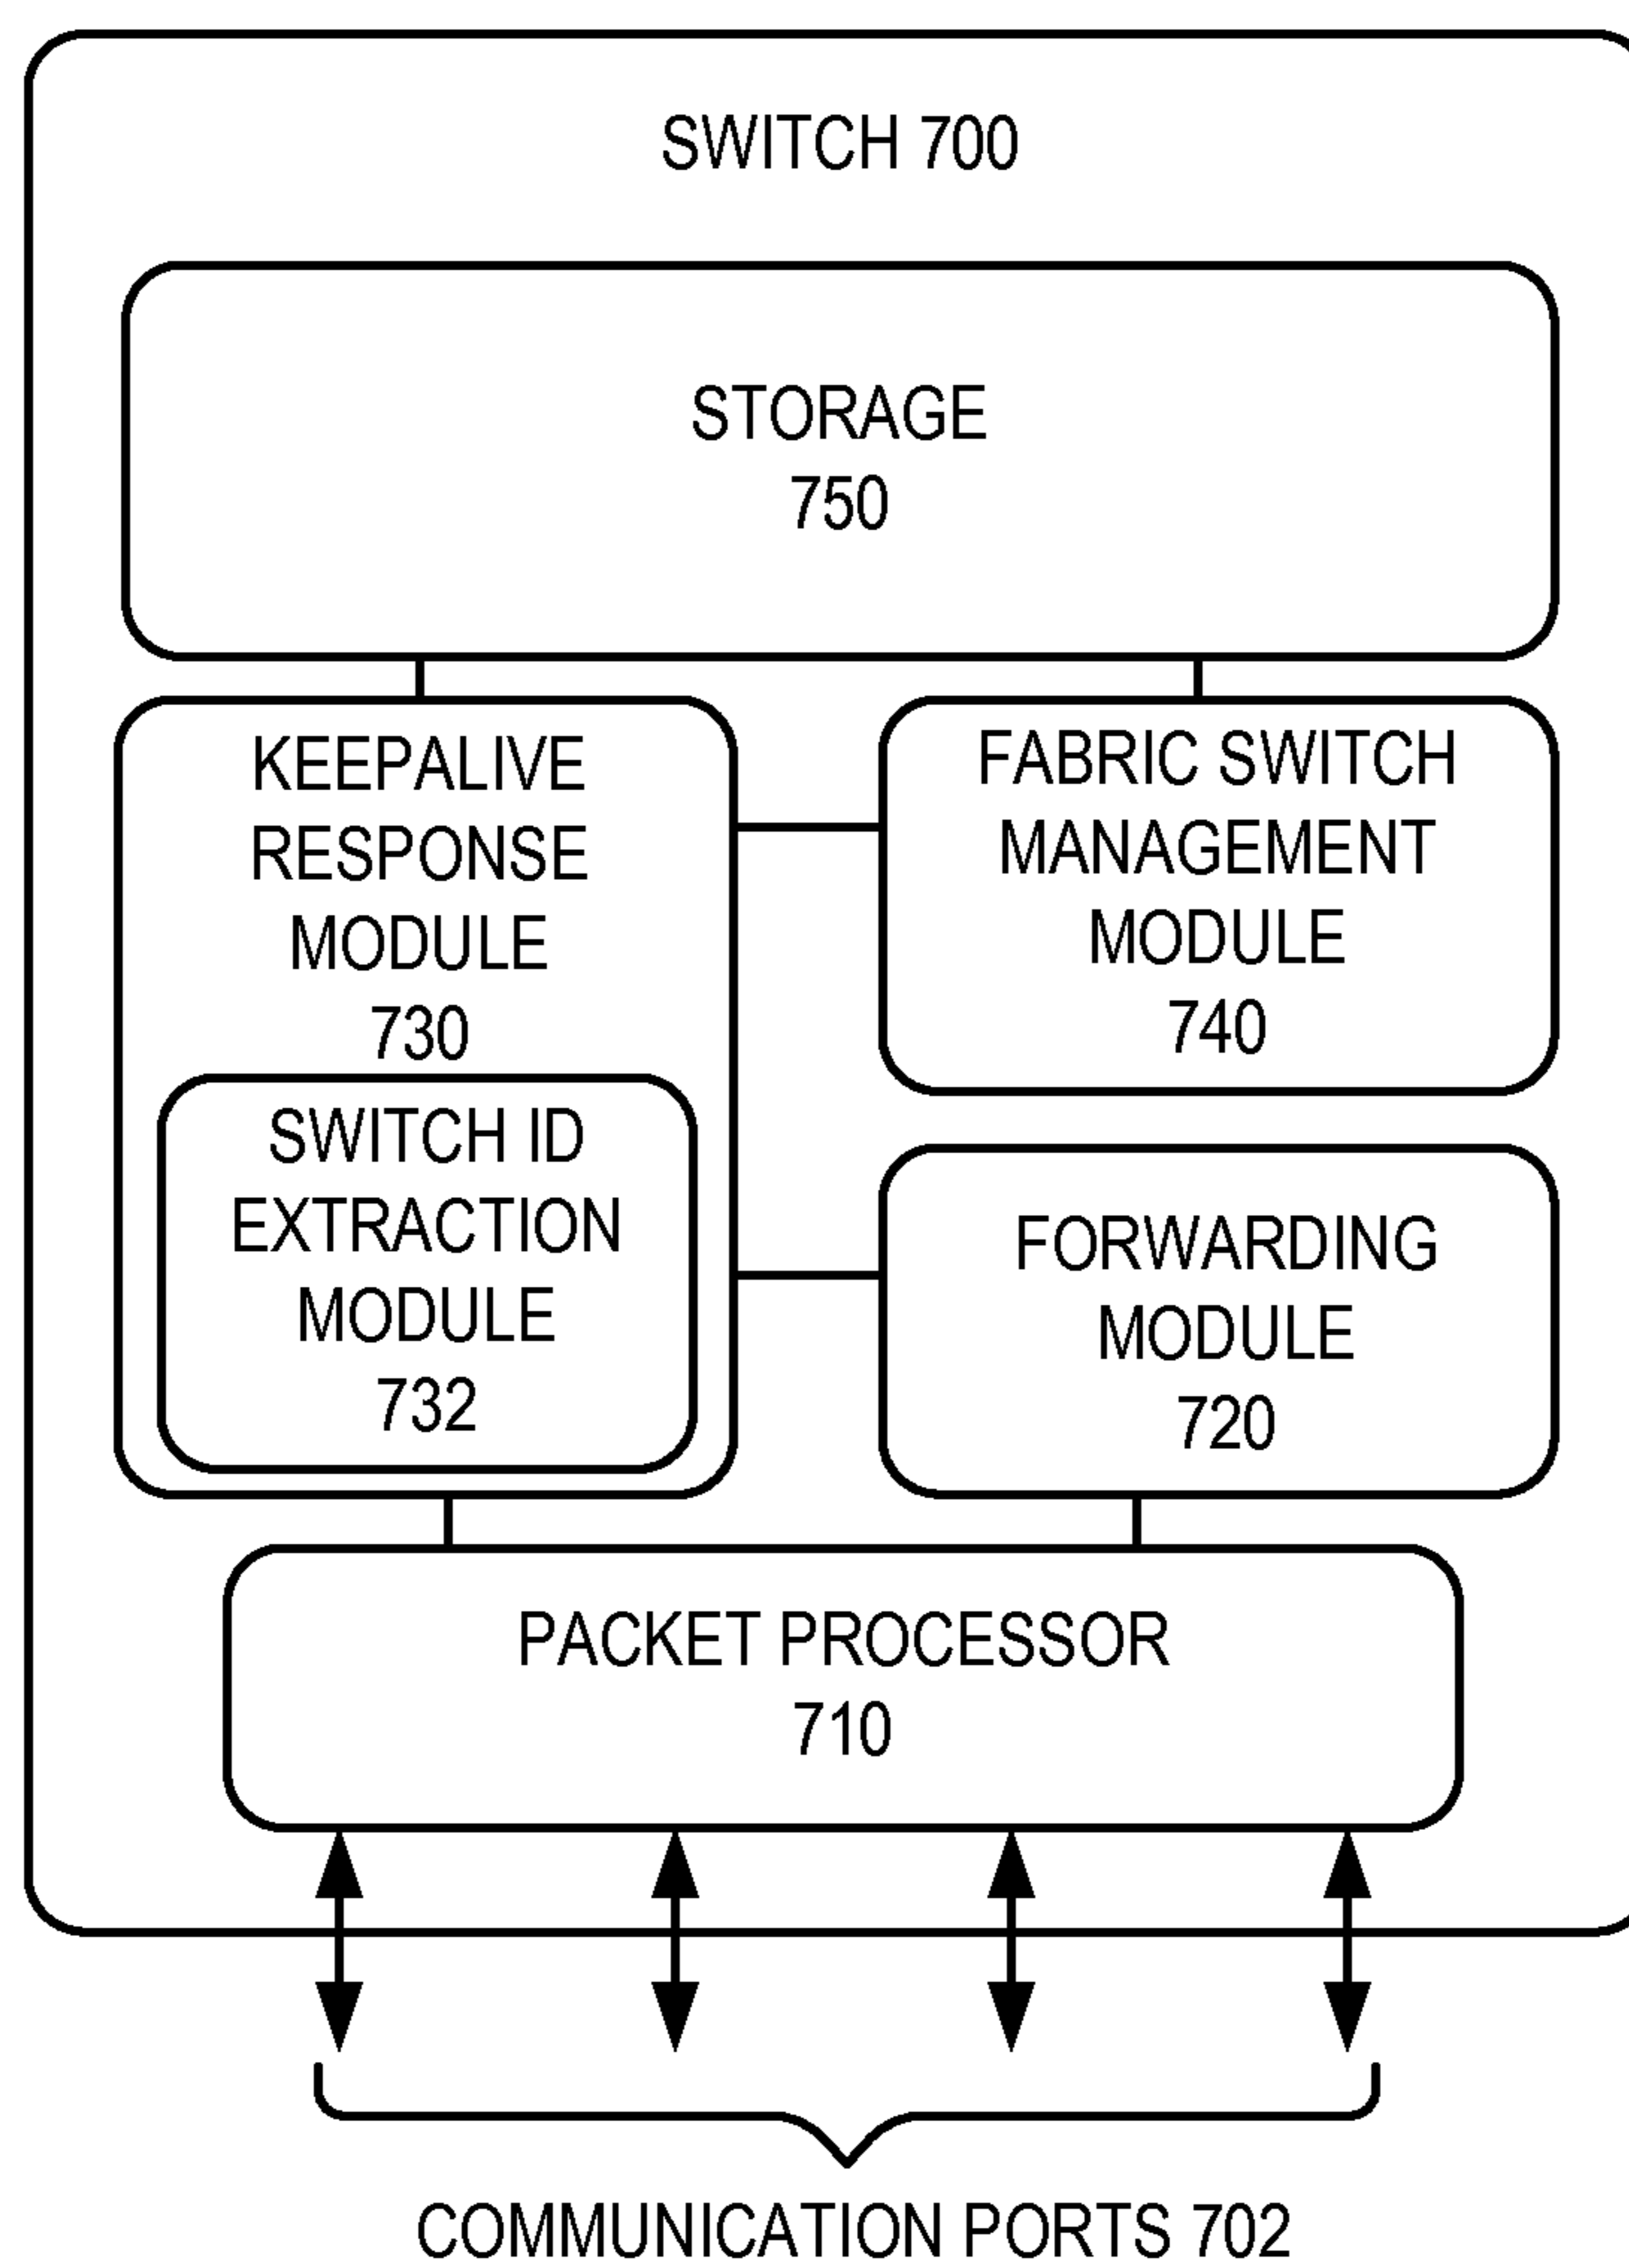 SWITCH 700
STORAGE
750
KEEPALIVE
RESPONSE
MODULE
730
SWITCH ID
EXTRACTION
MODULE
732
FABRIC SWITCH
MANAGEMENT
MODULE
740
FORWARDING
MODULE
720
PACKET PROCESSOR
710
COMMUNICATION PORTS 702